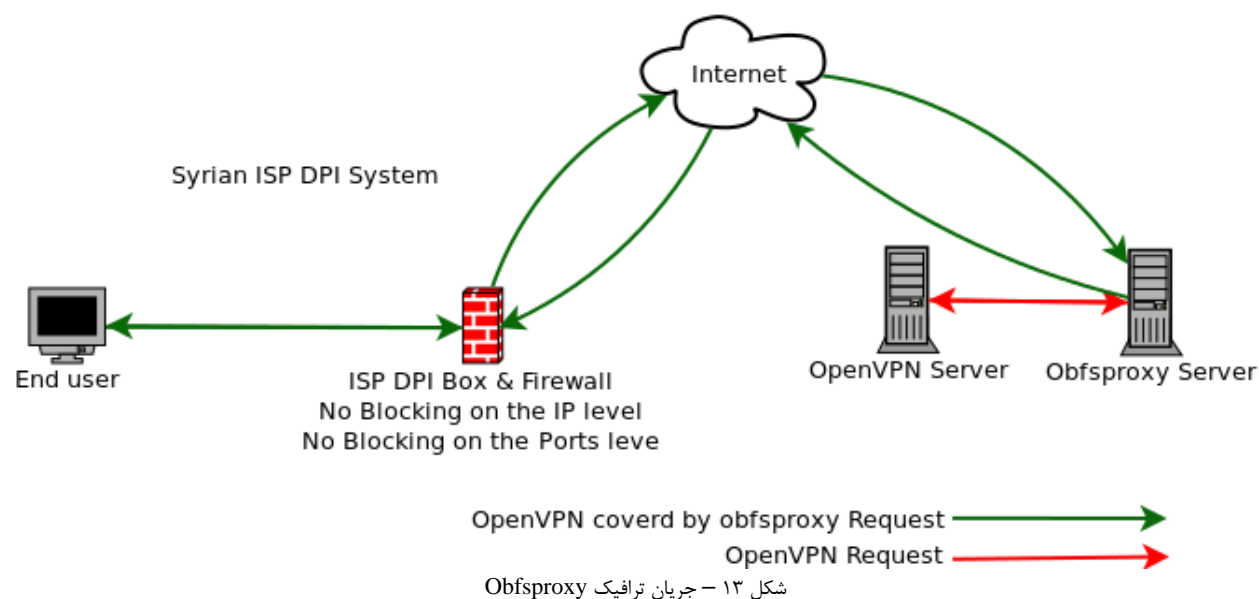 Internet
Syrian ISP DPI System
End user
ISP DPI Box & Firewall
No Blocking on the IP level
No Blocking on the Ports leve
OpenVPN Server
Obfsproxy Server
OpenVPN coverd by obfsproxy Request
OpenVPN Request
شکل ۱۳ – جریان ترافیک Obfsproxy